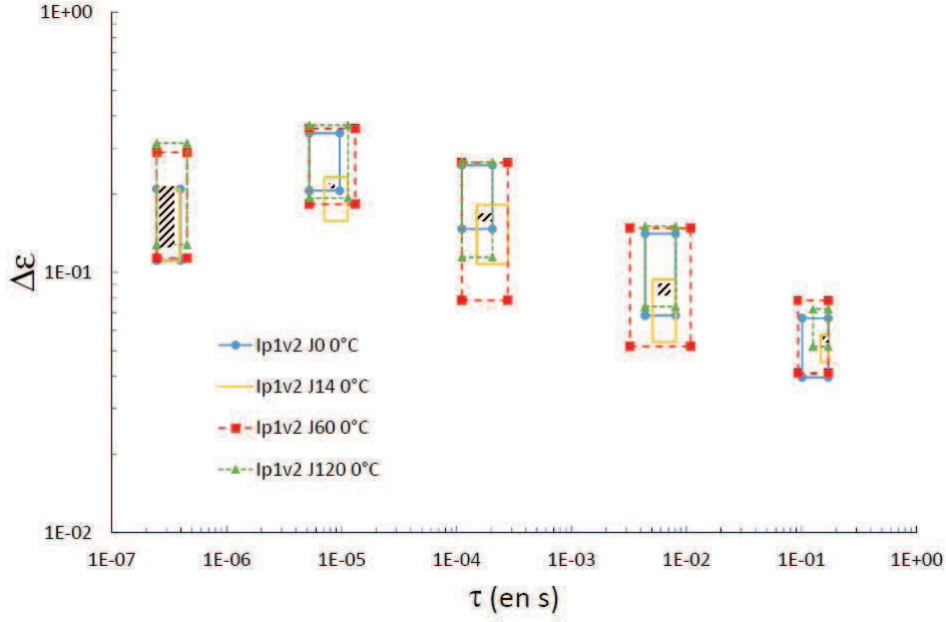 1E+00
1E-01
1E-02
Δε
Ip1v2 J0 0°C
Ip1v2 J14 0°C
Ip1v2 J60 0°C
Ip1v2 J120 0°C
1E-07 1E-06 1E-05 1E-04 1E-03 1E-02 1E-01 1E+00
τ (en s)